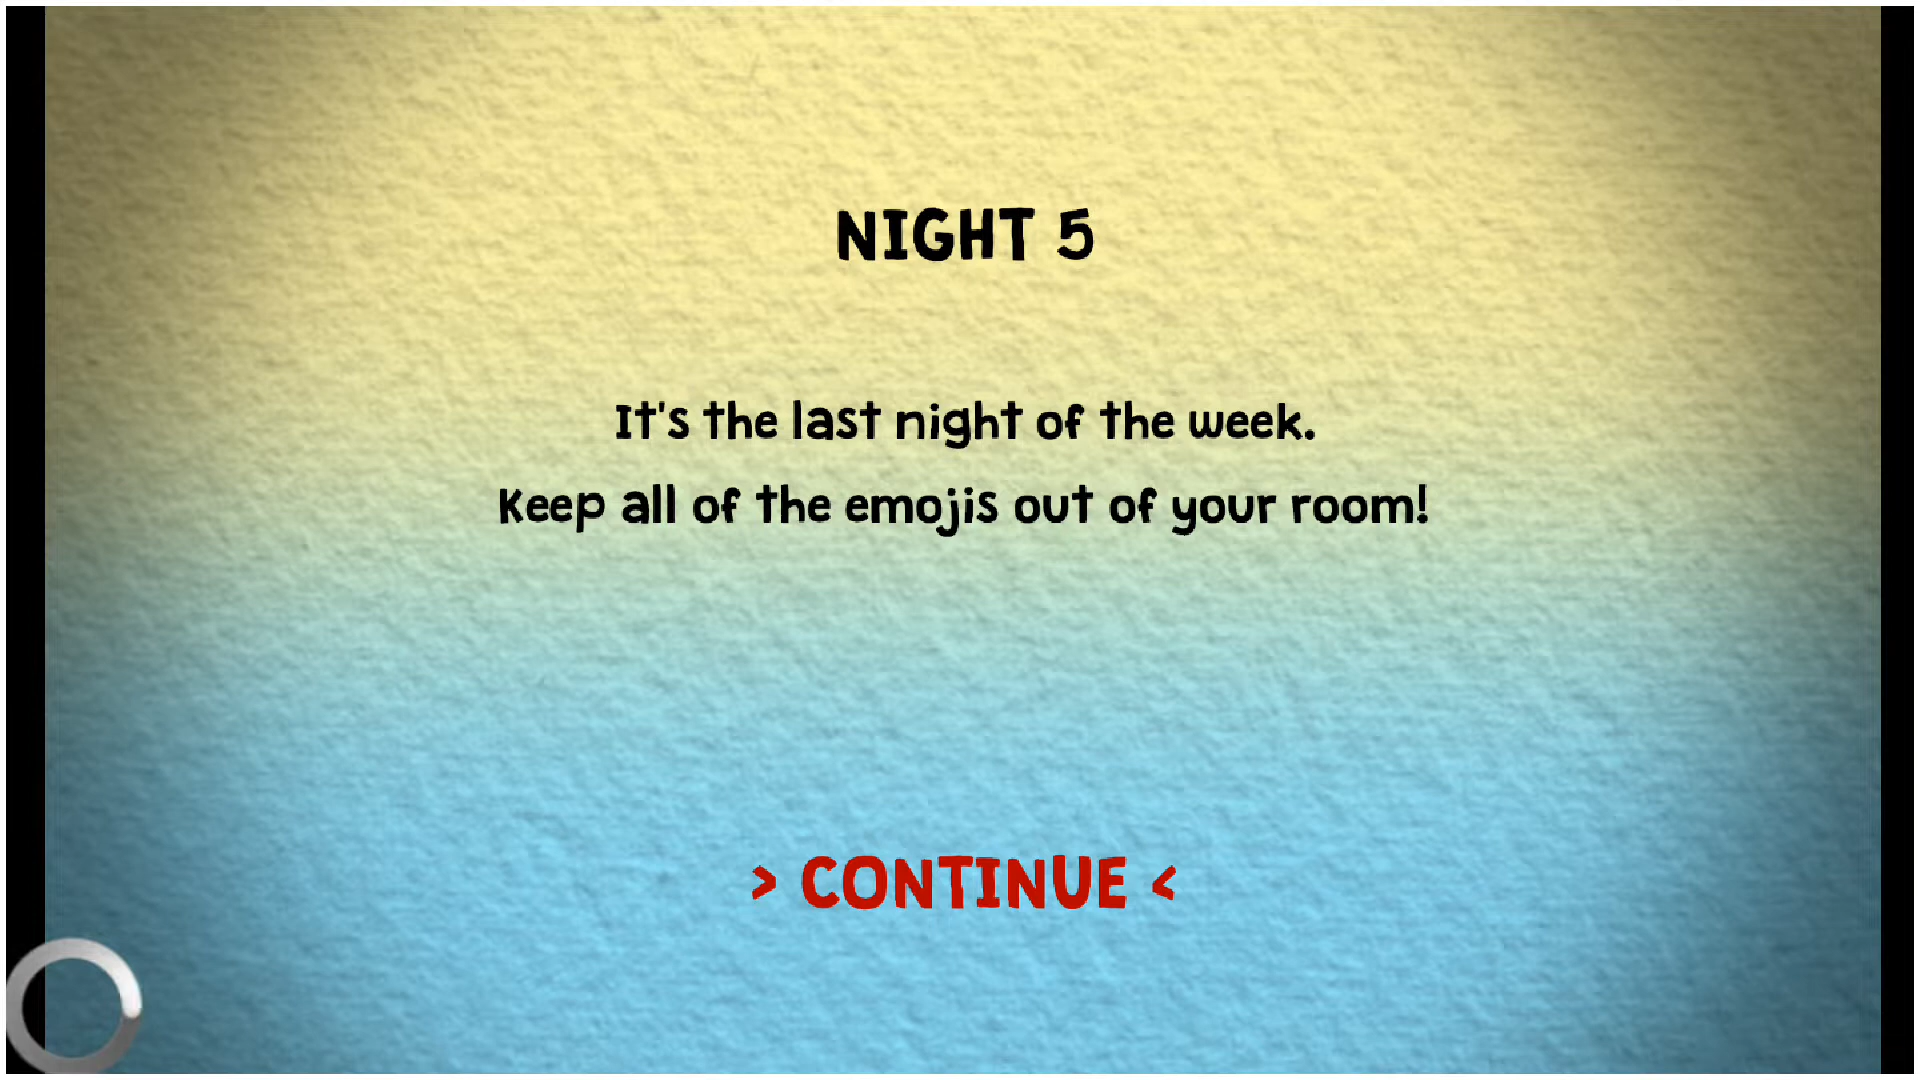 NIGHT 5
It's the last night of the week.
Keep all of the emojis out of your room!
> CONTINUE <